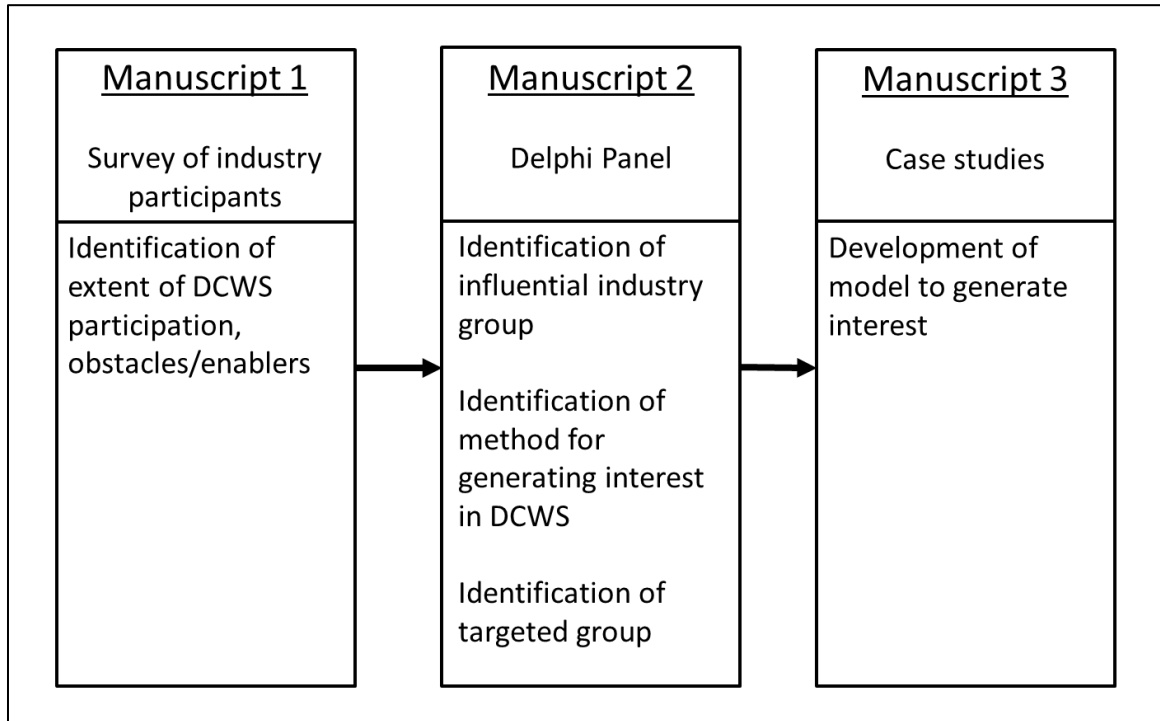 Manuscript 1
Survey of industry
participants
Identification of
extent of DCWS
participation,
obstacles/enablers
Manuscript 2
Delphi Panel
Identification of
influential industry
group
Identification of
method for
generating interest
in DCWS
Identification of
targeted group
Manuscript 3
Case studies
Development of
model to generate
interest